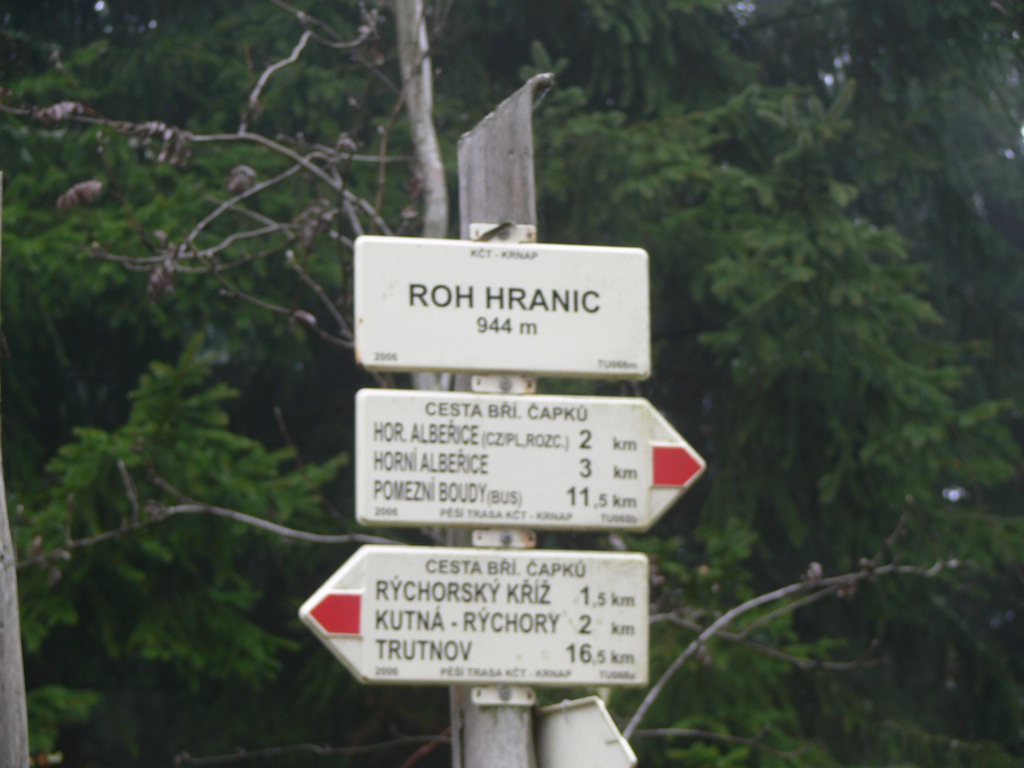 KČT - KRNAP
ROH HRANIC
944 m
2006 TU068m
CESTA BŘÍ. ČAPKŮ
HOR. ALBEŘICE (CZ/PL,ROZC.) 2 km
HORNÍ ALBEŘICE 3 km
POMEZNÍ BOUDY (BUS) 11,5 km
2006 PĚŠÍ TRASA KČT - KRNAP TU068b
CESTA BŘÍ. ČAPKŮ
RÝCHORSKÝ KŘÍŽ 1,5 km
KUTNÁ - RÝCHORY 2 km
TRUTNOV 16,5 km
2006 PĚŠÍ TRASA KČT - KRNAP TU068a